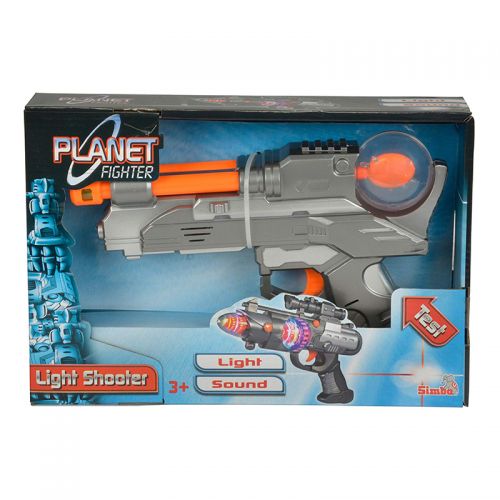 PLANET
FIGHTER
Test
Light
3+ Sound
Light Shooter
Simba